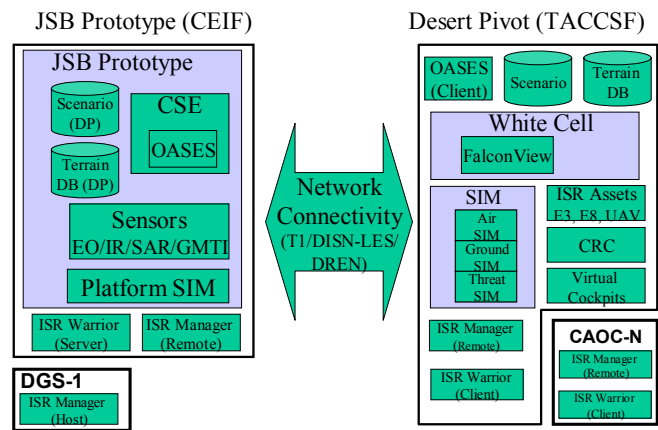 JSB Prototype (CEIF)
JSB Prototype
Scenario
(DP)
CSE
OASES
Terrain
DB (DP)
Sensors
EO/IR/SAR/GMTI
Platform SIM
ISR Warrior
(Server)
ISR Manager
(Remote)
DGS-1
ISR Manager
(Host)
Network
Connectivity
(T1/DISN-LES/
DREN)
Desert Pivot (TACCSF)
OASES
(Client)
Scenario
Terrain
DB
White Cell
FalconView
SIM
Air
SIM
Ground
SIM
Threat
SIM
ISR Assets
E3, E8, UAV
CRC
Virtual
Cockpits
ISR Manager
(Remote)
ISR Warrior
(Client)
CAOC-N
ISR Manager
(Remote)
ISR Warrior
(Client)